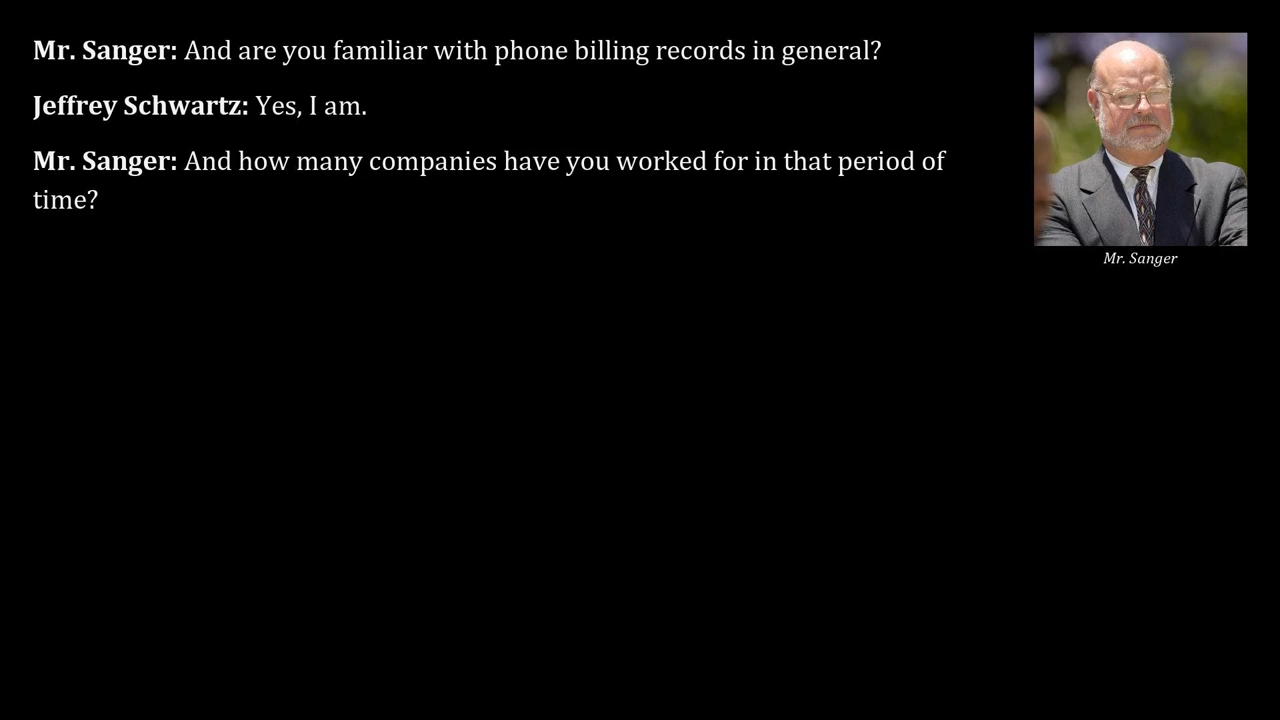 Mr. Sanger: And are you familiar with phone billing records in general?
Jeffrey Schwartz: Yes, I am.
Mr. Sanger: And how many companies have you worked for in that period of
time?
Mr. Sanger